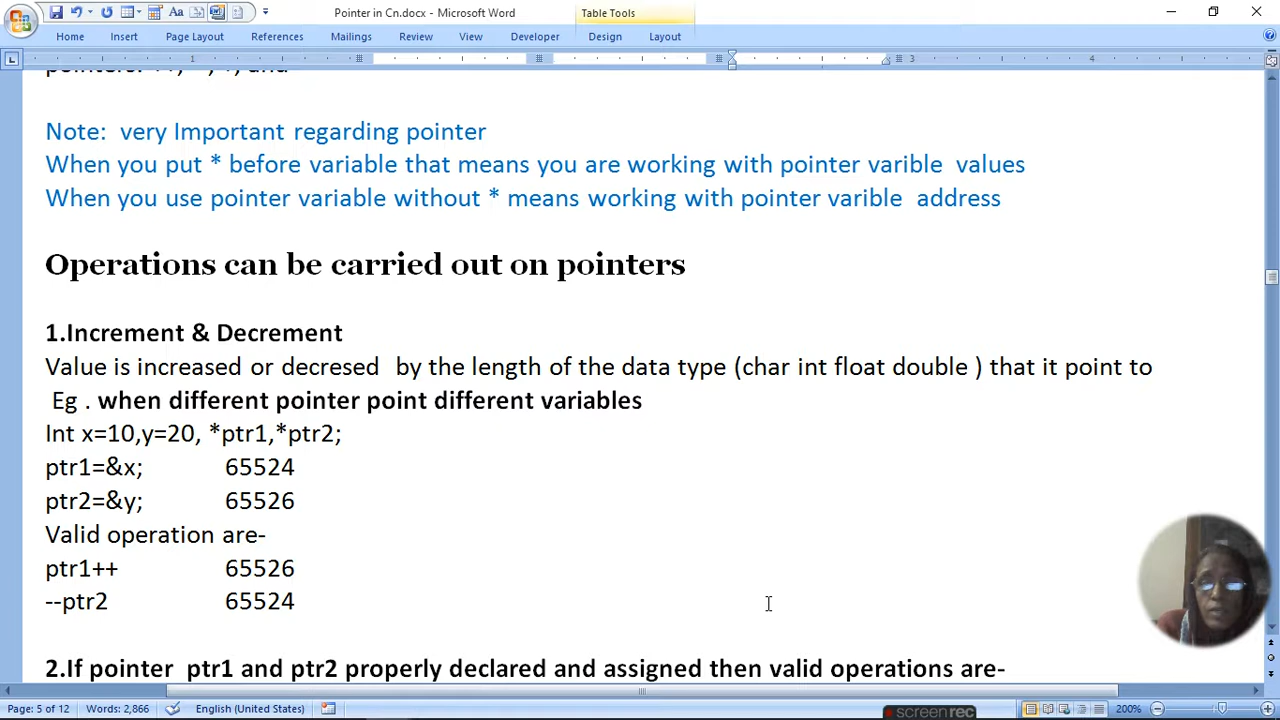 Pointer in Cn.docx - Microsoft Word
Table Tools
Home Insert Page Layout References Mailings Review View Developer Design Layout
1 3 4
Note: very Important regarding pointer
When you put * before variable that means you are working with pointer varible values
When you use pointer variable without * means working with pointer varible address
Operations can be carried out on pointers
1.Increment & Decrement
Value is increased or decresed by the length of the data type (char int float double ) that it point to
Eg . when different pointer point different variables
Int x=10,y=20, *ptr1,*ptr2;
ptr1=&x; 65524
ptr2=&y; 65526
Valid operation are-
ptr1++ 65526
--ptr2 65524
2.If pointer ptr1 and ptr2 properly declared and assigned then valid operations are-
Page: 5 of 12 Words: 2,866 English (United States) 200%
screenrec